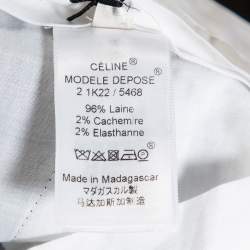 CÉLINE®
MODELE DEPOSE®
2 1K22 / 5468
96% Laine
2% Cachemire
2% Elasthanne
Made in Madagascar
マダガスカル製
马达加斯加制造